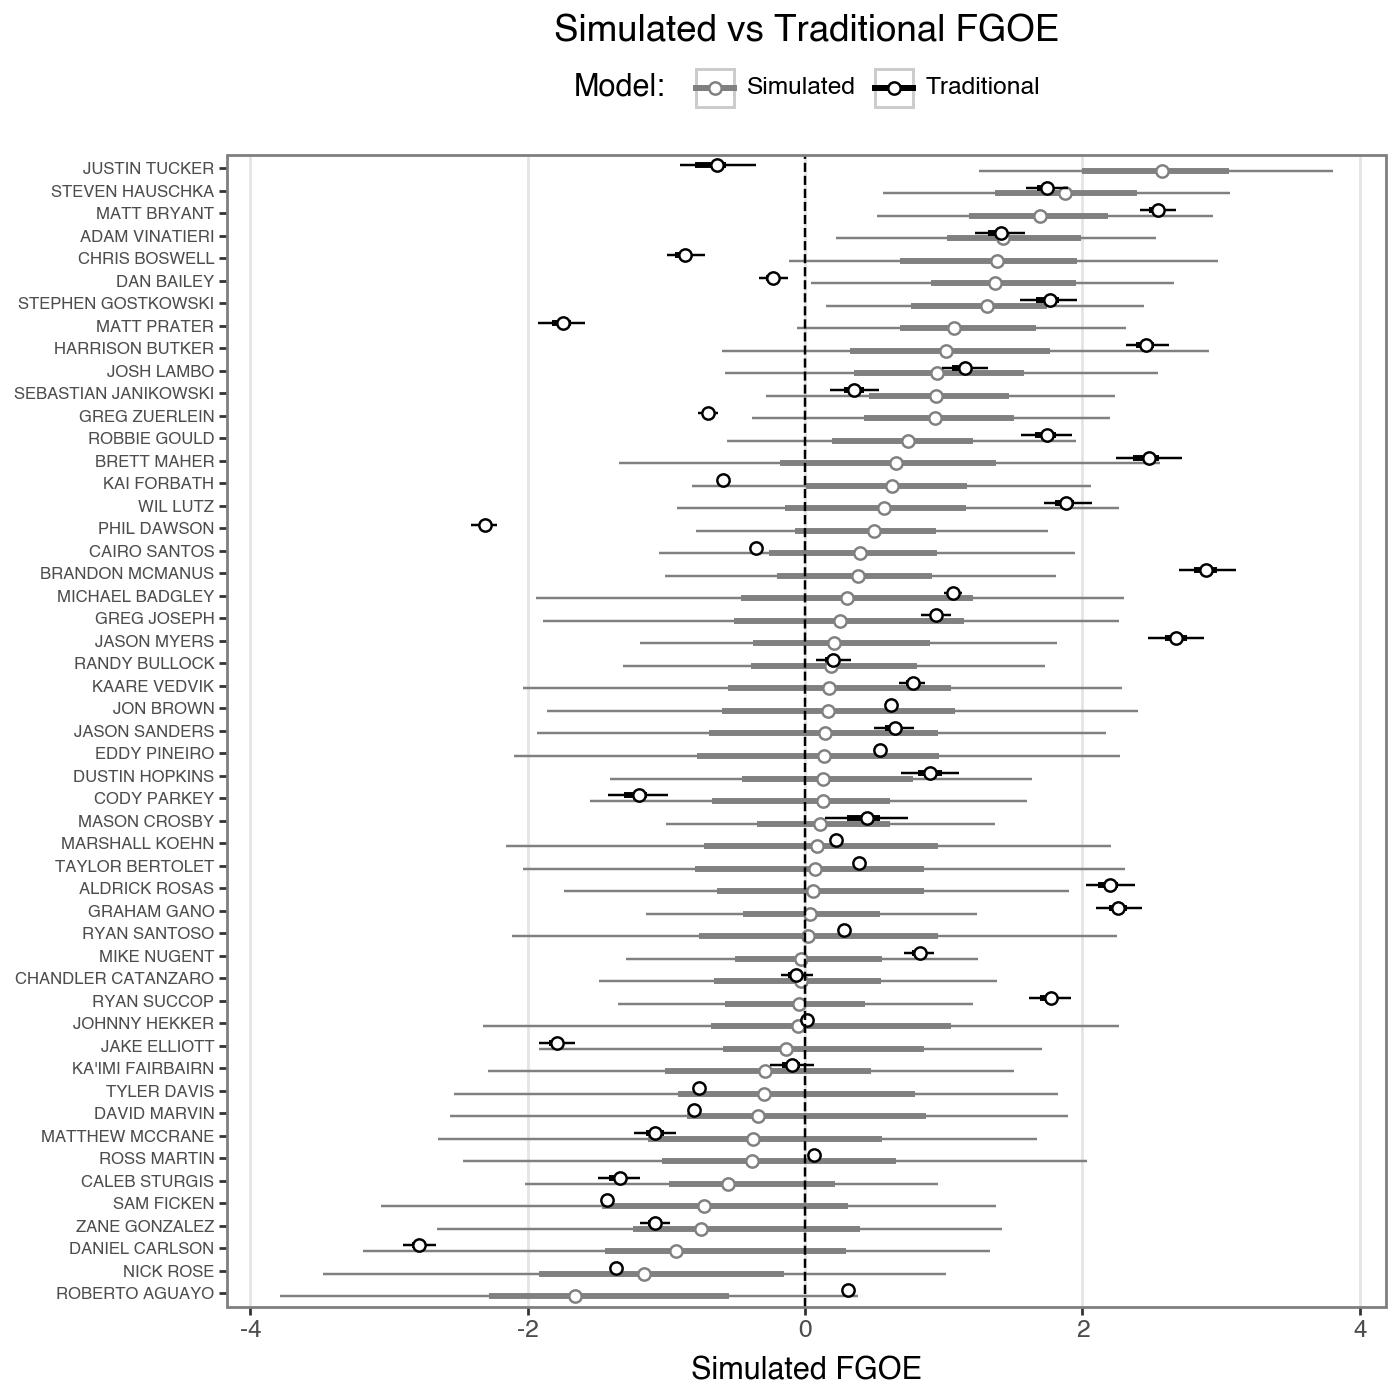 Simulated vs Traditional FGOE
Model: Simulated Traditional
JUSTIN TUCKER
STEVEN HAUSCHKA
MATT BRYANT
ADAM VINATIERI
CHRIS BOSWELL
DAN BAILEY
STEPHEN GOSTKOWSKI
MATT PRATER
HARRISON BUTKER
JOSH LAMBO
SEBASTIAN JANIKOWSKI
GREG ZUERLEIN
ROBBIE GOULD
BRETT MAHER
KAI FORBATH
WIL LUTZ
PHIL DAWSON
CAIRO SANTOS
BRANDON MCMANUS
MICHAEL BADGLEY
GREG JOSEPH
JASON MYERS
RANDY BULLOCK
KAARE VEDVIK
JON BROWN
JASON SANDERS
EDDY PINEIRO
DUSTIN HOPKINS
CODY PARKEY
MASON CROSBY
MARSHALL KOEHN
TAYLOR BERTOLET
ALDRICK ROSAS
GRAHAM GANO
RYAN SANTOSO
MIKE NUGENT
CHANDLER CATANZARO
RYAN SUCCOP
JOHNNY HEKKER
JAKE ELLIOTT
KA'IMI FAIRBAIRN
TYLER DAVIS
DAVID MARVIN
MATTHEW MCCRANE
ROSS MARTIN
CALEB STURGIS
SAM FICKEN
ZANE GONZALEZ
DANIEL CARLSON
NICK ROSE
ROBERTO AGUAYO
-4 -2 0 2 4
Simulated FGOE